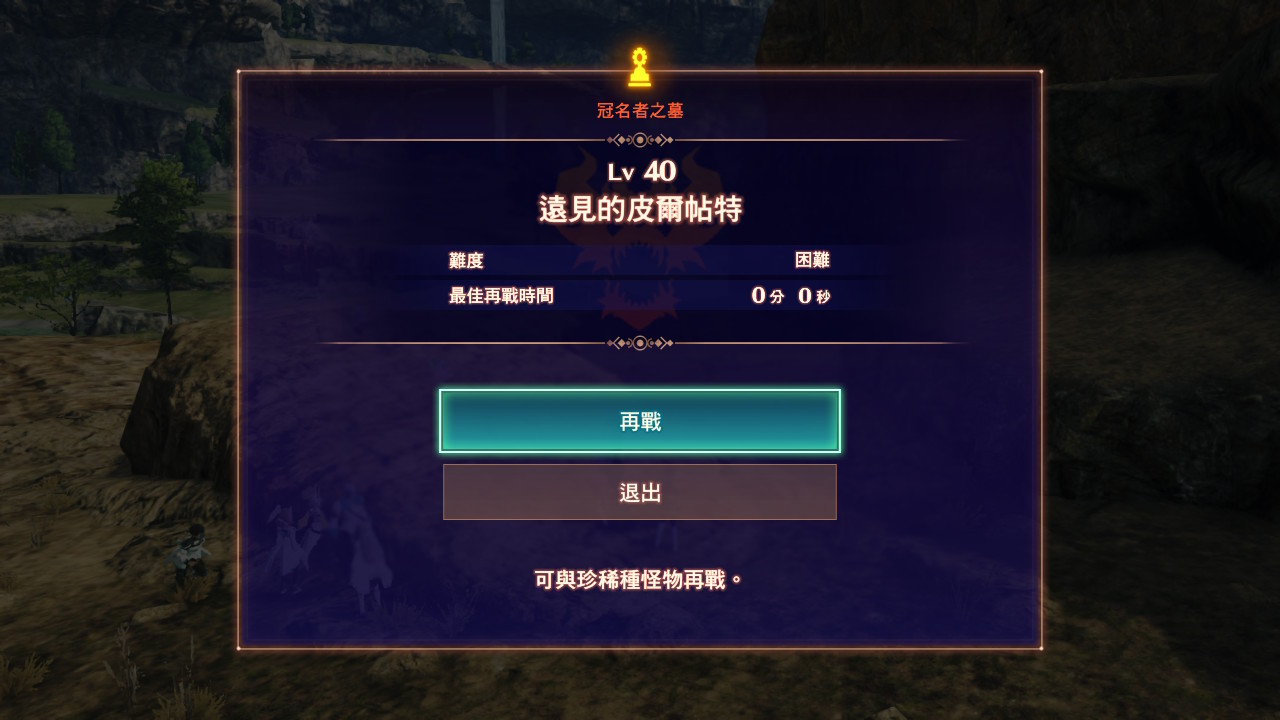 冠名者之墓
Lv 40
遠見的皮爾帖特
難度 困難
最佳再戰時間 0分 0秒
再戰
退出
可與珍稀種怪物再戰。